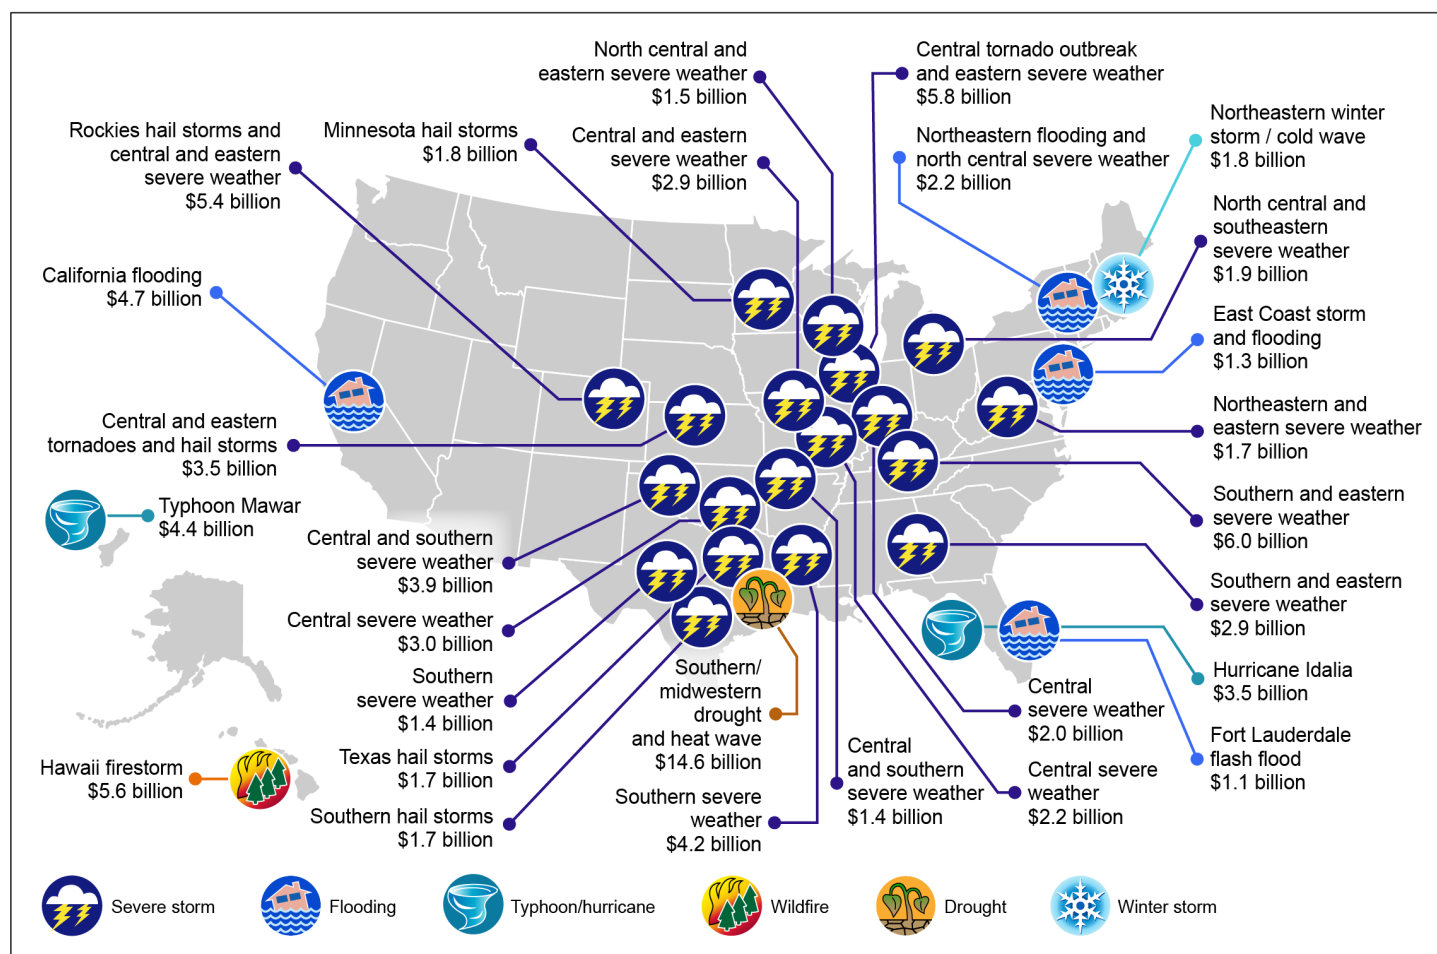 North central and
eastern severe weather
$1.5 billion
Central tornado outbreak
and eastern severe weather
$5.8 billion
Rockies hail storms and
central and eastern
severe weather
$5.4 billion
Minnesota hail storms
$1.8 billion
Central and eastern
severe weather
$2.9 billion
Northeastern flooding and
north central severe weather
$2.2 billion
Northeastern winter
storm / cold wave
$1.8 billion
North central and
southeastern
severe weather
$1.9 billion
California flooding
$4.7 billion
East Coast storm
and flooding
$1.3 billion
Central and eastern
tornadoes and hail storms
$3.5 billion
Northeastern and
eastern severe weather
$1.7 billion
Typhoon Mawar
$4.4 billion
Southern and eastern
severe weather
$6.0 billion
Central and southern
severe weather
$3.9 billion
Southern and eastern
severe weather
$2.9 billion
Central severe weather
$3.0 billion
Southern
severe weather
$1.4 billion
Southern/
midwestern
drought
and heat wave
$14.6 billion
Central
severe weather
$2.0 billion
Hurricane Idalia
$3.5 billion
Texas hail storms
$1.7 billion
Central
and southern
severe weather
$1.4 billion
Central severe
weather
$2.2 billion
Fort Lauderdale
flash flood
$1.1 billion
Hawaii firestorm
$5.6 billion
Southern hail storms
$1.7 billion
Southern severe
weather
$4.2 billion
Severe storm
Flooding
Typhoon/hurricane
Wildfire
Drought
Winter storm